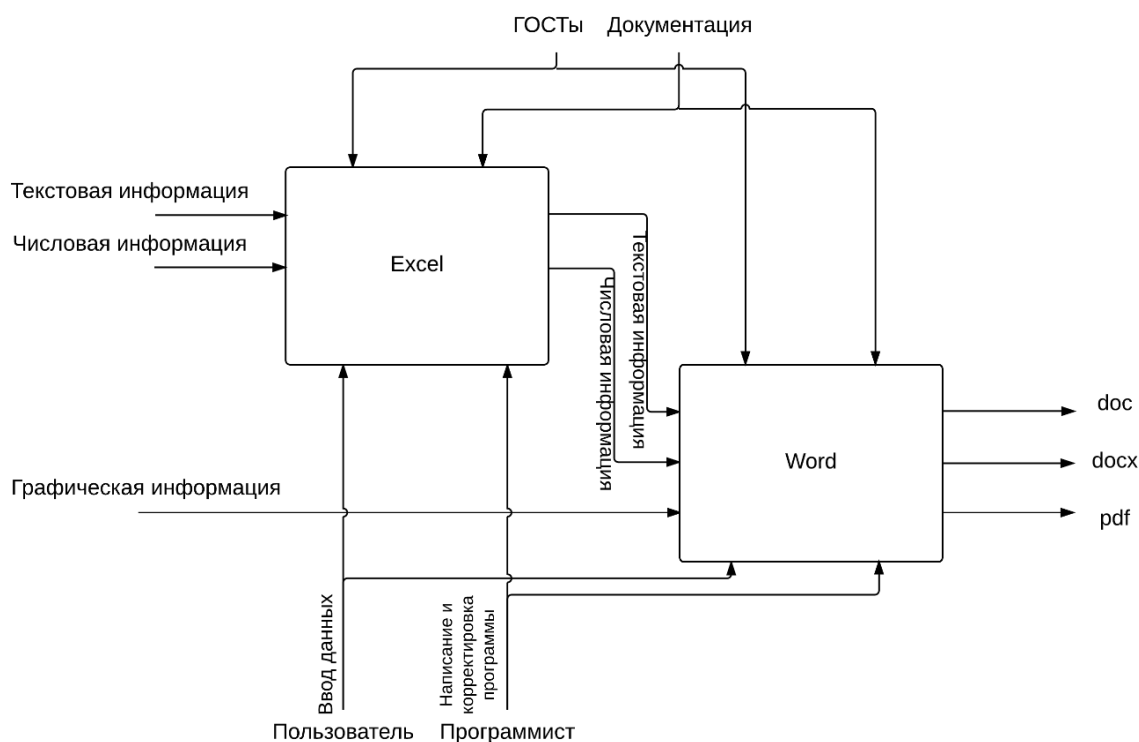 ГОСТы Документация
Текстовая информация
Числовая информация
Excel
Текстовая информация
Числовая информация
Word
doc
docx
pdf
Графическая информация
Ввод данных
Написание и
корректировка
программы
Пользователь Программист